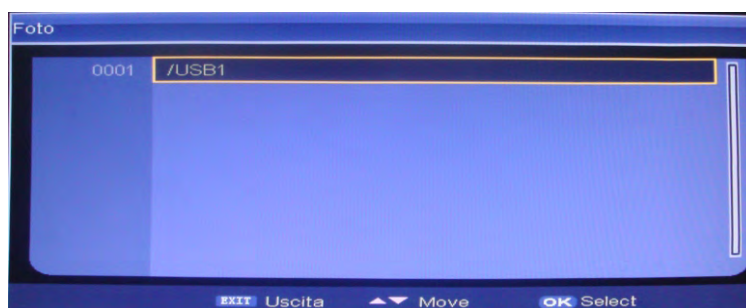 Foto
0001 /USB1
EXIT Uscita ▲▼ Move OK Select